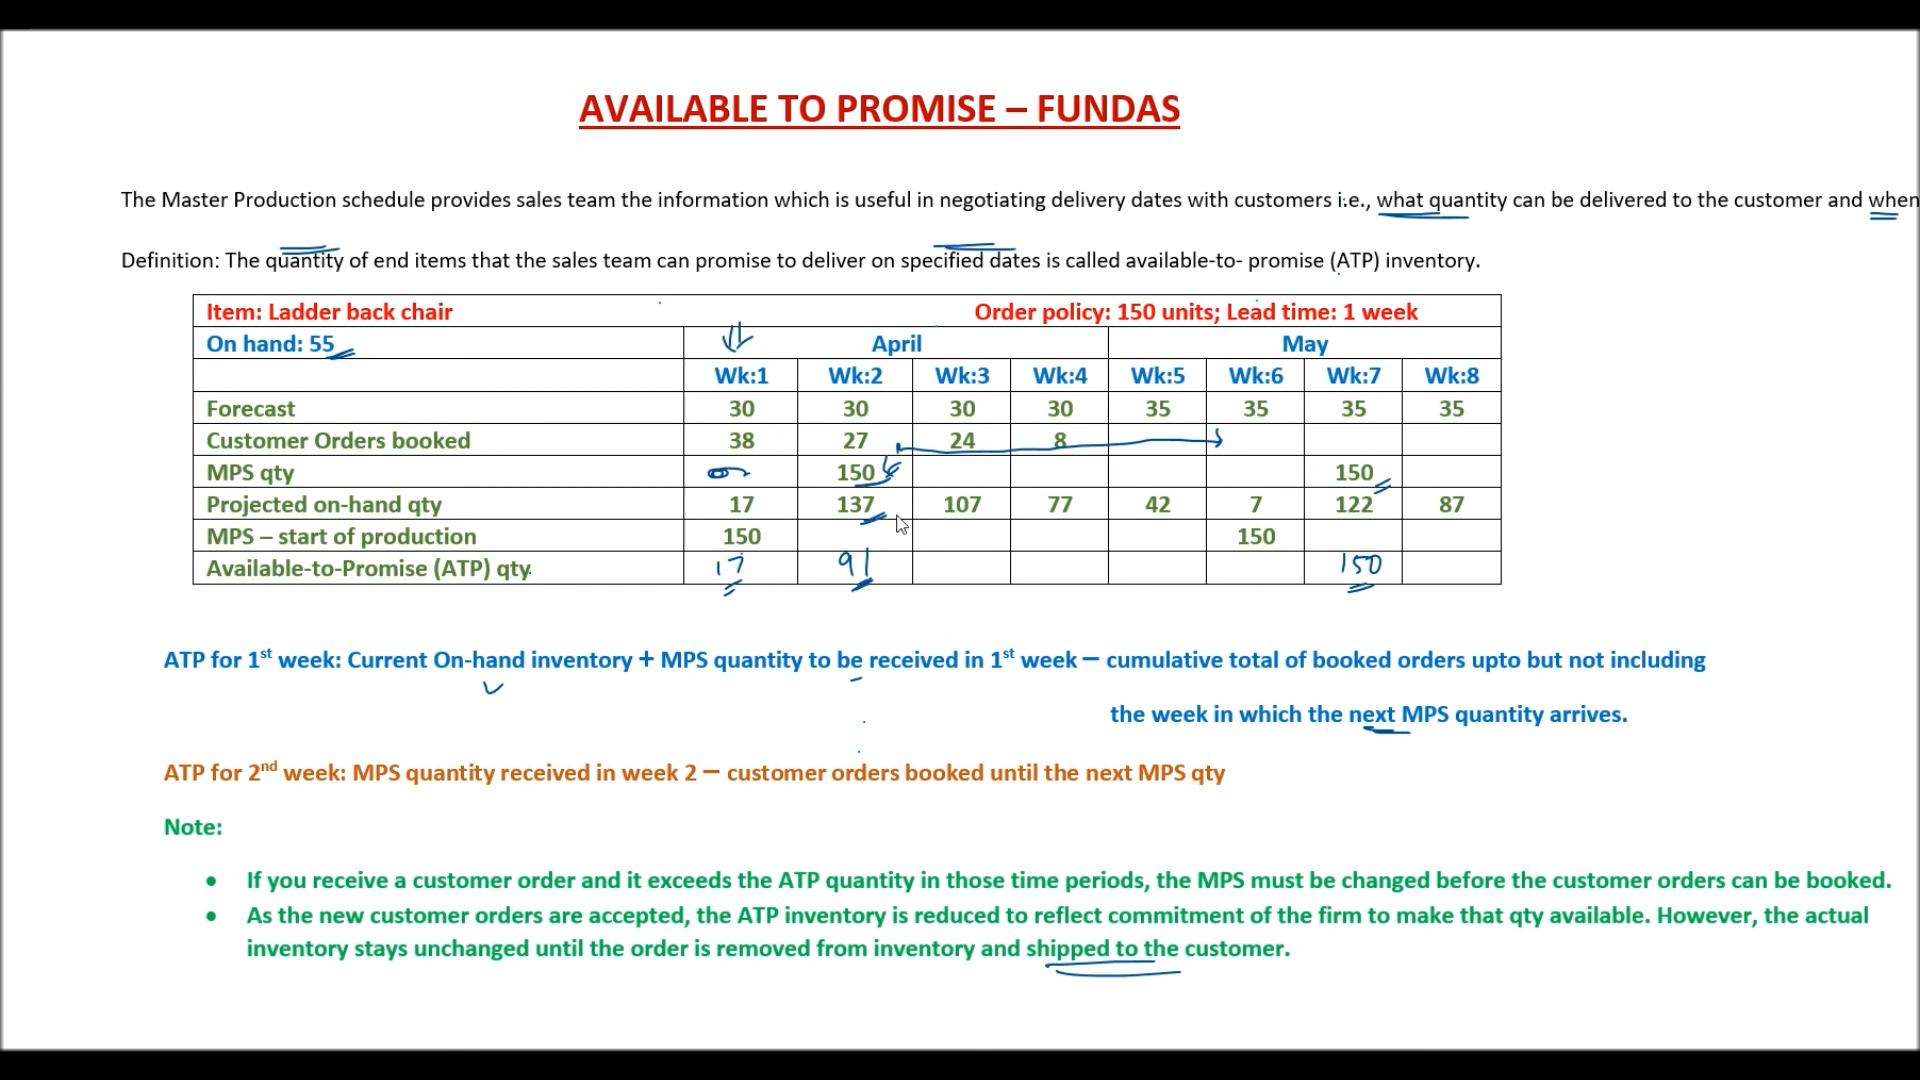 AVAILABLE TO PROMISE – FUNDAS
The Master Production schedule provides sales team the information which is useful in negotiating delivery dates with customers i.e., what quantity can be delivered to the customer and when
Definition: The quantity of end items that the sales team can promise to deliver on specified dates is called available-to- promise (ATP) inventory.
Item: Ladder back chair Order policy: 150 units; Lead time: 1 week
On hand: 55 April May
Wk:1 Wk:2 Wk:3 Wk:4 Wk:5 Wk:6 Wk:7 Wk:8
Forecast 30 30 30 30 35 35 35 35
Customer Orders booked 38 27 24 8
MPS qty 150 150
Projected on-hand qty 17 137 107 77 42 7 122 87
MPS – start of production 150 150
Available-to-Promise (ATP) qty. 17 91 150
ATP for 1st week: Current On-hand inventory + MPS quantity to be received in 1st week – cumulative total of booked orders upto but not including
the week in which the next MPS quantity arrives.
ATP for 2nd week: MPS quantity received in week 2 – customer orders booked until the next MPS qty
Note:
• If you receive a customer order and it exceeds the ATP quantity in those time periods, the MPS must be changed before the customer orders can be booked.
• As the new customer orders are accepted, the ATP inventory is reduced to reflect commitment of the firm to make that qty available. However, the actual
inventory stays unchanged until the order is removed from inventory and shipped to the customer.